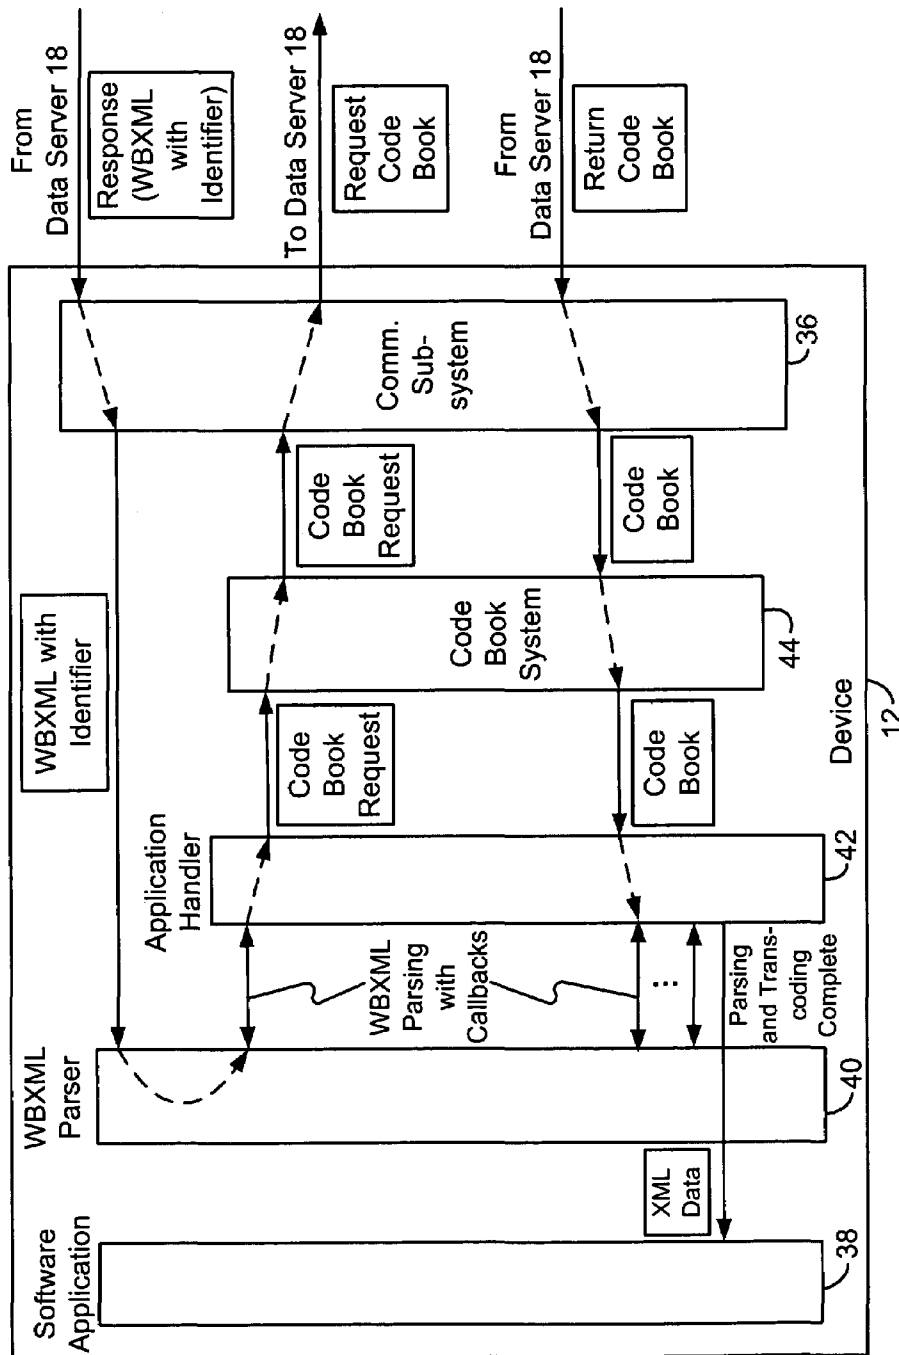 From
Data Server 18
Response
(WBXML
with
Identifier)
To Data Server 18
Request
Code
Book
From
Data Server 18
Return
Code
Book
Comm.
Sub-
system
36
WBXML with
Identifier
Code
Book
Request
Code
Book
Code
Book
System
44
Code
Book
Request
Code
Book
Device
12
Application
Handler
42
WBXML
Parsing
with
Callbacks
...
Parsing
and Trans-
coding
Complete
WBXML
Parser
40
XML
Data
Software
Application
38